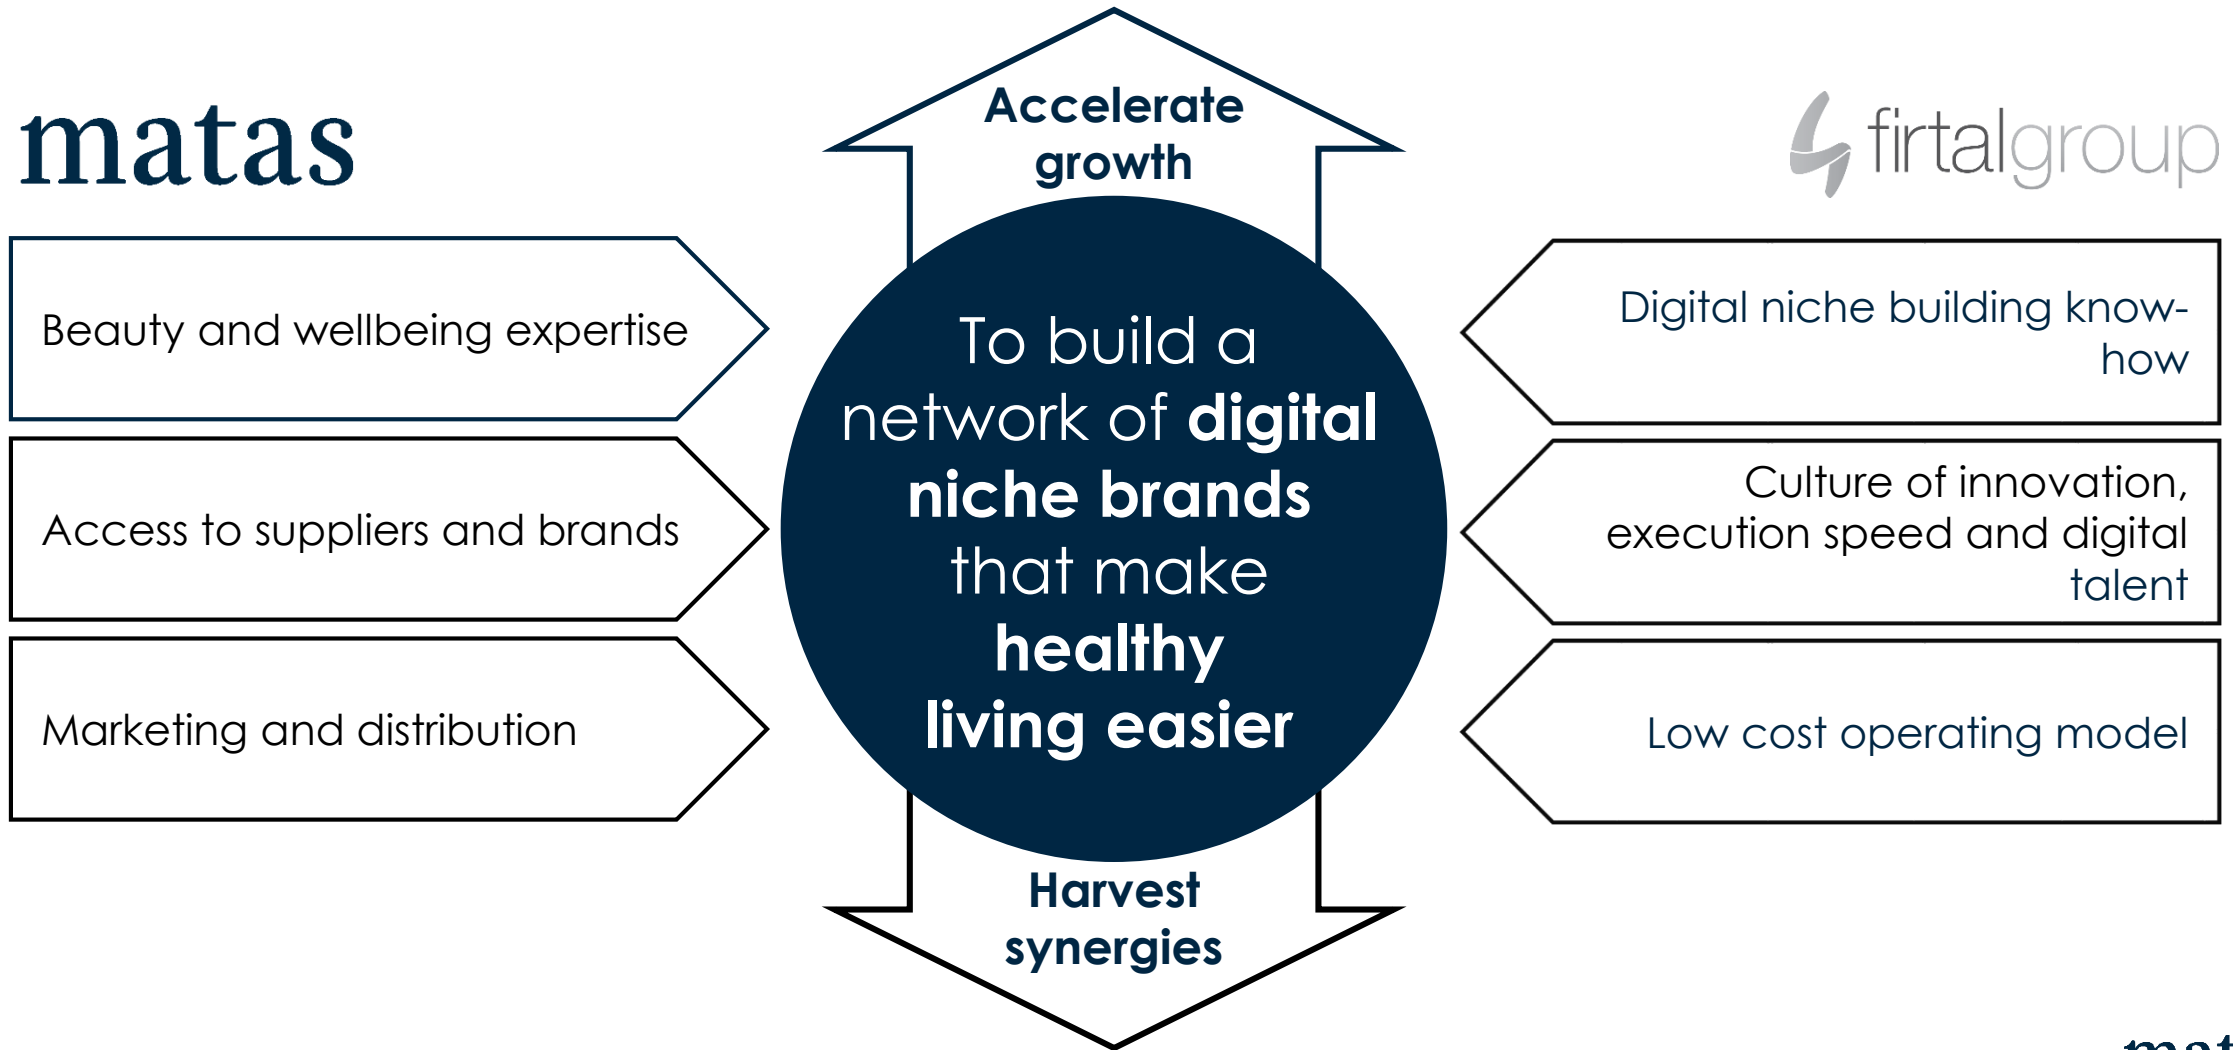 matas
Beauty and wellbeing expertise
Access to suppliers and brands
Marketing and distribution
Accelerate
growth
To build a
network of digital
niche brands
that make
healthy
living easier
Harvest
synergies
firtalgroup
Digital niche building know-
how
Culture of innovation,
execution speed and digital
talent
Low cost operating model